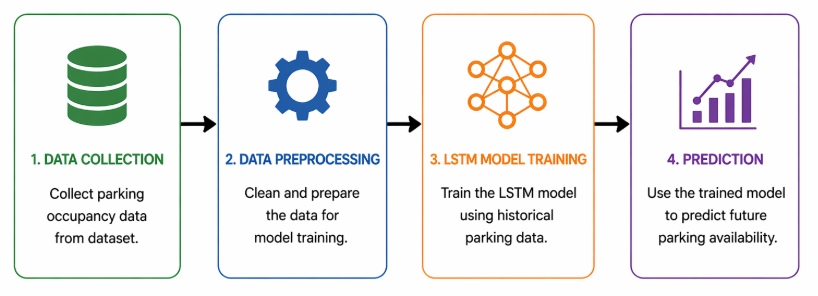 1. DATA COLLECTION
Collect parking
occupancy data
from dataset.
2. DATA PREPROCESSING
Clean and prepare
the data for
model training.
3. LSTM MODEL TRAINING
Train the LSTM model
using historical
parking data.
4. PREDICTION
Use the trained model
to predict future
parking availability.